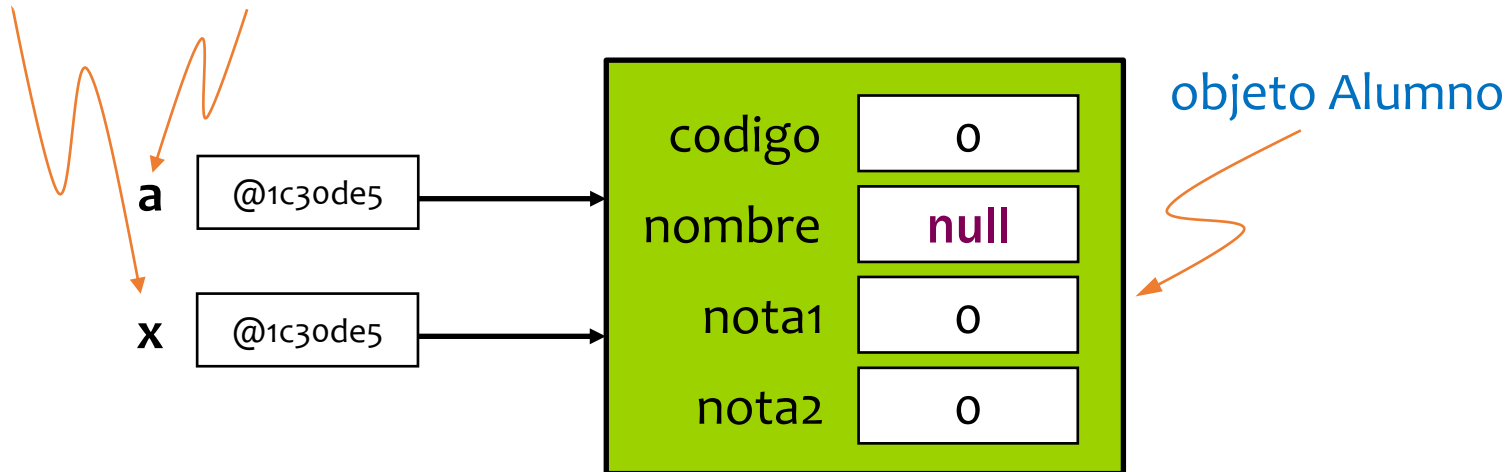 objeto Alumno
codigo 0
a @1c30de5
nombre null
nota1 0
x @1c30de5
nota2 0